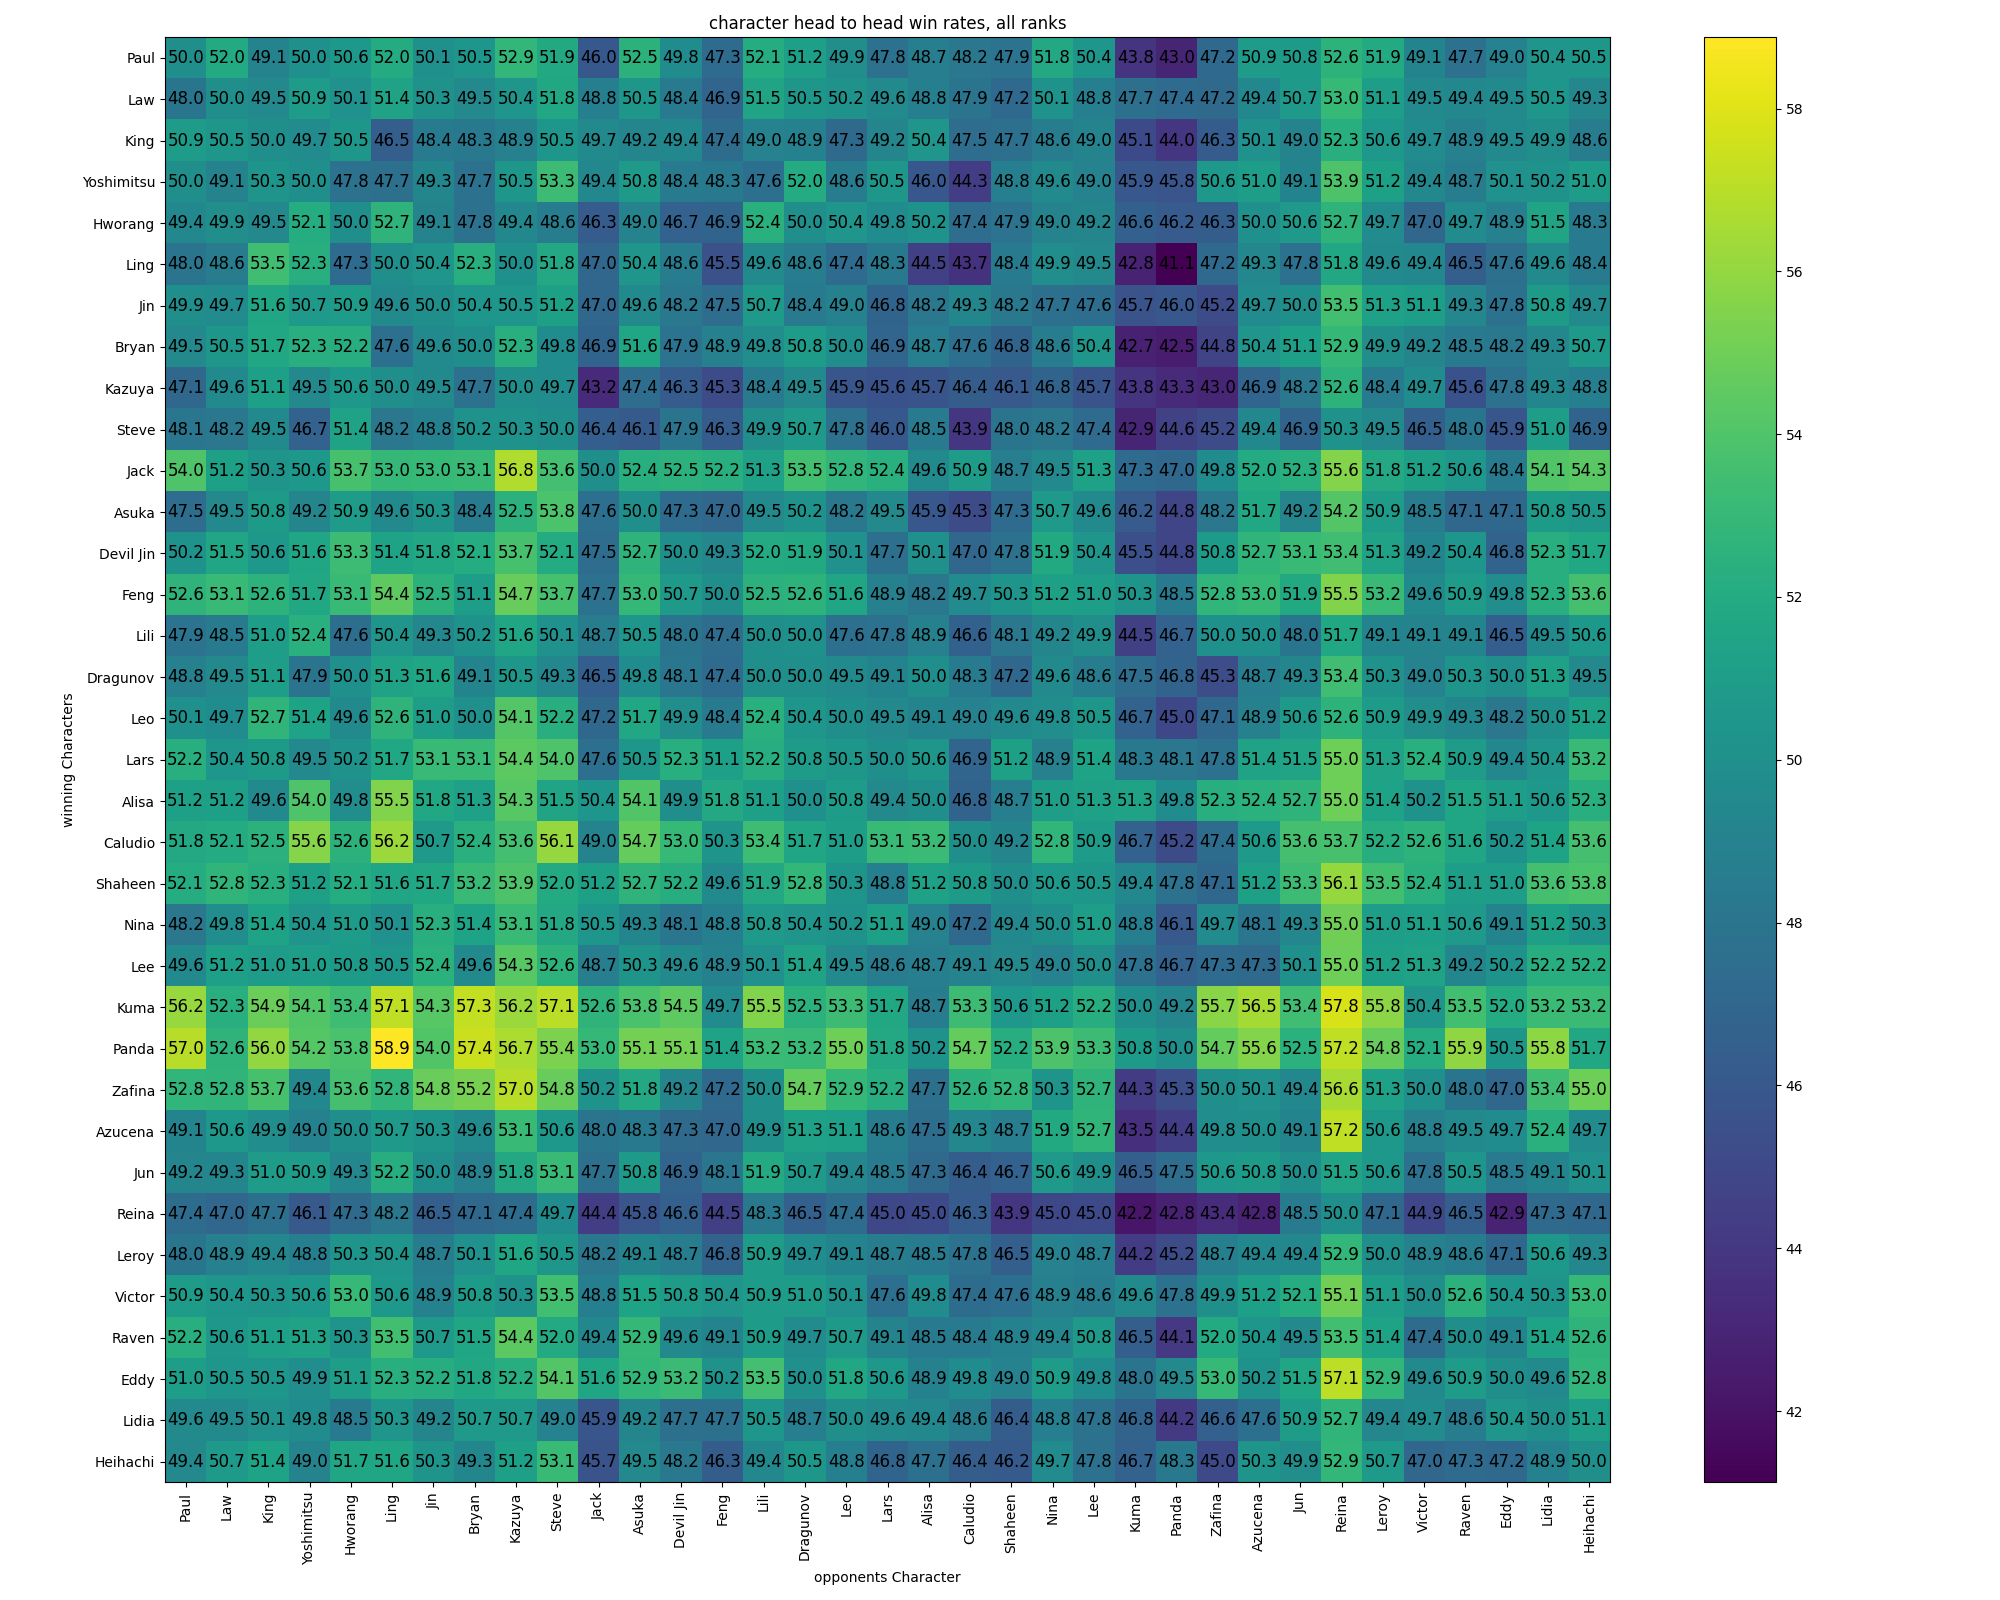 character head to head win rates, all ranks
Paul 50.0 52.0 49.1 50.0 50.6 52.0 50.1 50.5 52.9 51.9 46.0 52.5 49.8 47.3 52.1 51.2 49.9 47.8 48.7 48.2 47.9 51.8 50.4 43.8 43.0 47.2 50.9 50.8 52.6 51.9 49.1 47.7 49.0 50.4 50.5
Law 48.0 50.0 49.5 50.9 50.1 51.4 50.3 49.5 50.4 51.8 48.8 50.5 48.4 46.9 51.5 50.5 50.2 49.6 48.8 47.9 47.2 50.1 48.8 47.7 47.4 47.2 49.4 50.7 53.0 51.1 49.5 49.4 49.5 50.5 49.3
King 50.9 50.5 50.0 49.7 50.5 46.5 48.4 48.3 48.9 50.5 49.7 49.2 49.4 47.4 49.0 48.9 47.3 49.2 50.4 47.5 47.7 48.6 49.0 45.1 44.0 46.3 50.1 49.0 52.3 50.6 49.7 48.9 49.5 49.9 48.6
Yoshimitsu 50.0 49.1 50.3 50.0 47.8 47.7 49.3 47.7 50.5 53.3 49.4 50.8 48.4 48.3 47.6 52.0 48.6 50.5 46.0 44.3 48.8 49.6 49.0 45.9 45.8 50.6 51.0 49.1 53.9 51.2 49.4 48.7 50.1 50.2 51.0
Hworang 49.4 49.9 49.5 52.1 50.0 52.7 49.1 47.8 49.4 48.6 46.3 49.0 46.7 46.9 52.4 50.0 50.4 49.8 50.2 47.4 47.9 49.0 49.2 46.6 46.2 46.3 50.0 50.6 52.7 49.7 47.0 49.7 48.9 51.5 48.3
Ling 48.0 48.6 53.5 52.3 47.3 50.0 50.4 52.3 50.0 51.8 47.0 50.4 48.6 45.5 49.6 48.6 47.4 48.3 44.5 43.7 48.4 49.9 49.5 42.8 41.1 47.2 49.3 47.8 51.8 49.6 49.4 46.5 47.6 49.6 48.4
Jin 49.9 49.7 51.6 50.7 50.9 49.6 50.0 50.4 50.5 51.2 47.0 49.6 48.2 47.5 50.7 48.4 49.0 46.8 48.2 49.3 48.2 47.7 47.6 45.7 46.0 45.2 49.7 50.0 53.5 51.3 51.1 49.3 47.8 50.8 49.7
Bryan 49.5 50.5 51.7 52.3 52.2 47.6 49.6 50.0 52.3 49.8 46.9 51.6 47.9 48.9 49.8 50.8 50.0 46.9 48.7 47.6 46.8 48.6 50.4 42.7 42.5 44.8 50.4 51.1 52.9 49.9 49.2 48.5 48.2 49.3 50.7
Kazuya 47.1 49.6 51.1 49.5 50.6 50.0 49.5 47.7 50.0 49.7 43.2 47.4 46.3 45.3 48.4 49.5 45.9 45.6 45.7 46.4 46.1 46.8 45.7 43.8 43.3 43.0 46.9 48.2 52.6 48.4 49.7 45.6 47.8 49.3 48.8
Steve 48.1 48.2 49.5 46.7 51.4 48.2 48.8 50.2 50.3 50.0 46.4 46.1 47.9 46.3 49.9 50.7 47.8 46.0 48.5 43.9 48.0 48.2 47.4 42.9 44.6 45.2 49.4 46.9 50.3 49.5 46.5 48.0 45.9 51.0 46.9
Jack 54.0 51.2 50.3 50.6 53.7 53.0 53.0 53.1 56.8 53.6 50.0 52.4 52.5 52.2 51.3 53.5 52.8 52.4 49.6 50.9 48.7 49.5 51.3 47.3 47.0 49.8 52.0 52.3 55.6 51.8 51.2 50.6 48.4 54.1 54.3
Asuka 47.5 49.5 50.8 49.2 50.9 49.6 50.3 48.4 52.5 53.8 47.6 50.0 47.3 47.0 49.5 50.2 48.2 49.5 45.9 45.3 47.3 50.7 49.6 46.2 44.8 48.2 51.7 49.2 54.2 50.9 48.5 47.1 47.1 50.8 50.5
Devil Jin 50.2 51.5 50.6 51.6 53.3 51.4 51.8 52.1 53.7 52.1 47.5 52.7 50.0 49.3 52.0 51.9 50.1 47.7 50.1 47.0 47.8 51.9 50.4 45.5 44.8 50.8 52.7 53.1 53.4 51.3 49.2 50.4 46.8 52.3 51.7
Feng 52.6 53.1 52.6 51.7 53.1 54.4 52.5 51.1 54.7 53.7 47.7 53.0 50.7 50.0 52.5 52.6 51.6 48.9 48.2 49.7 50.3 51.2 51.0 50.3 48.5 52.8 53.0 51.9 55.5 53.2 49.6 50.9 49.8 52.3 53.6
Lili 47.9 48.5 51.0 52.4 47.6 50.4 49.3 50.2 51.6 50.1 48.7 50.5 48.0 47.4 50.0 50.0 47.6 47.8 48.9 46.6 48.1 49.2 49.9 44.5 46.7 50.0 50.0 48.0 51.7 49.1 49.1 49.1 46.5 49.5 50.6
Dragunov 48.8 49.5 51.1 47.9 50.0 51.3 51.6 49.1 50.5 49.3 46.5 49.8 48.1 47.4 50.0 50.0 49.5 49.1 50.0 48.3 47.2 49.6 48.6 47.5 46.8 45.3 48.7 49.3 53.4 50.3 49.0 50.3 50.0 51.3 49.5
Leo 50.1 49.7 52.7 51.4 49.6 52.6 51.0 50.0 54.1 52.2 47.2 51.7 49.9 48.4 52.4 50.4 50.0 49.5 49.1 49.0 49.6 49.8 50.5 46.7 45.0 47.1 48.9 50.6 52.6 50.9 49.9 49.3 48.2 50.0 51.2
Lars 52.2 50.4 50.8 49.5 50.2 51.7 53.1 53.1 54.4 54.0 47.6 50.5 52.3 51.1 52.2 50.8 50.5 50.0 50.6 46.9 51.2 48.9 51.4 48.3 48.1 47.8 51.4 51.5 55.0 51.3 52.4 50.9 49.4 50.4 53.2
Alisa 51.2 51.2 49.6 54.0 49.8 55.5 51.8 51.3 54.3 51.5 50.4 54.1 49.9 51.8 51.1 50.0 50.8 49.4 50.0 46.8 48.7 51.0 51.3 51.3 49.8 52.3 52.4 52.7 55.0 51.4 50.2 51.5 51.1 50.6 52.3
Caludio 51.8 52.1 52.5 55.6 52.6 56.2 50.7 52.4 53.6 56.1 49.0 54.7 53.0 50.3 53.4 51.7 51.0 53.1 53.2 50.0 49.2 52.8 50.9 46.7 45.2 47.4 50.6 53.6 53.7 52.2 52.6 51.6 50.2 51.4 53.6
Shaheen 52.1 52.8 52.3 51.2 52.1 51.6 51.7 53.2 53.9 52.0 51.2 52.7 52.2 49.6 51.9 52.8 50.3 48.8 51.2 50.8 50.0 50.6 50.5 49.4 47.8 47.1 51.2 53.3 56.1 53.5 52.4 51.1 51.0 53.6 53.8
Nina 48.2 49.8 51.4 50.4 51.0 50.1 52.3 51.4 53.1 51.8 50.5 49.3 48.1 48.8 50.8 50.4 50.2 51.1 49.0 47.2 49.4 50.0 51.0 48.8 46.1 49.7 48.1 49.3 55.0 51.0 51.1 50.6 49.1 51.2 50.3
Lee 49.6 51.2 51.0 51.0 50.8 50.5 52.4 49.6 54.3 52.6 48.7 50.3 49.6 48.9 50.1 51.4 49.5 48.6 48.7 49.1 49.5 49.0 50.0 47.8 46.7 47.3 47.3 50.1 55.0 51.2 51.3 49.2 50.2 52.2 52.2
Kuma 56.2 52.3 54.9 54.1 53.4 57.1 54.3 57.3 56.2 57.1 52.6 53.8 54.5 49.7 55.5 52.5 53.3 51.7 48.7 53.3 50.6 51.2 52.2 50.0 49.2 55.7 56.5 53.4 57.8 55.8 50.4 53.5 52.0 53.2 53.2
Panda 57.0 52.6 56.0 54.2 53.8 58.9 54.0 57.4 56.7 55.4 53.0 55.1 55.1 51.4 53.2 53.2 55.0 51.8 50.2 54.7 52.2 53.9 53.3 50.8 50.0 54.7 55.6 52.5 57.2 54.8 52.1 55.9 50.5 55.8 51.7
Zafina 52.8 52.8 53.7 49.4 53.6 52.8 54.8 55.2 57.0 54.8 50.2 51.8 49.2 47.2 50.0 54.7 52.9 52.2 47.7 52.6 52.8 50.3 52.7 44.3 45.3 50.0 50.1 49.4 56.6 51.3 50.0 48.0 47.0 53.4 55.0
Azucena 49.1 50.6 49.9 49.0 50.0 50.7 50.3 49.6 53.1 50.6 48.0 48.3 47.3 47.0 49.9 51.3 51.1 48.6 47.5 49.3 48.7 51.9 52.7 43.5 44.4 49.8 50.0 49.1 57.2 50.6 48.8 49.5 49.7 52.4 49.7
Jun 49.2 49.3 51.0 50.9 49.3 52.2 50.0 48.9 51.8 53.1 47.7 50.8 46.9 48.1 51.9 50.7 49.4 48.5 47.3 46.4 46.7 50.6 49.9 46.5 47.5 50.6 50.8 50.0 51.5 50.6 47.8 50.5 48.5 49.1 50.1
Reina 47.4 47.0 47.7 46.1 47.3 48.2 46.5 47.1 47.4 49.7 44.4 45.8 46.6 44.5 48.3 46.5 47.4 45.0 45.0 46.3 43.9 45.0 45.0 42.2 42.8 43.4 42.8 48.5 50.0 47.1 44.9 46.5 42.9 47.3 47.1
Leroy 48.0 48.9 49.4 48.8 50.3 50.4 48.7 50.1 51.6 50.5 48.2 49.1 48.7 46.8 50.9 49.7 49.1 48.7 48.5 47.8 46.5 49.0 48.7 44.2 45.2 48.7 49.4 49.4 52.9 50.0 48.9 48.6 47.1 50.6 49.3
Victor 50.9 50.4 50.3 50.6 53.0 50.6 48.9 50.8 50.3 53.5 48.8 51.5 50.8 50.4 50.9 51.0 50.1 47.6 49.8 47.4 47.6 48.9 48.6 49.6 47.8 49.9 51.2 52.1 55.1 51.1 50.0 52.6 50.4 50.3 53.0
Raven 52.2 50.6 51.1 51.3 50.3 53.5 50.7 51.5 54.4 52.0 49.4 52.9 49.6 49.1 50.9 49.7 50.7 49.1 48.5 48.4 48.9 49.4 50.8 46.5 44.1 52.0 50.4 49.5 53.5 51.4 47.4 50.0 49.1 51.4 52.6
Eddy 51.0 50.5 50.5 49.9 51.1 52.3 52.2 51.8 52.2 54.1 51.6 52.9 53.2 50.2 53.5 50.0 51.8 50.6 48.9 49.8 49.0 50.9 49.8 48.0 49.5 53.0 50.2 51.5 57.1 52.9 49.6 50.9 50.0 49.6 52.8
Lidia 49.6 49.5 50.1 49.8 48.5 50.3 49.2 50.7 50.7 49.0 45.9 49.2 47.7 47.7 50.5 48.7 50.0 49.6 49.4 48.6 46.4 48.8 47.8 46.8 44.2 46.6 47.6 50.9 52.7 49.4 49.7 48.6 50.4 50.0 51.1
Heihachi 49.4 50.7 51.4 49.0 51.7 51.6 50.3 49.3 51.2 53.1 45.7 49.5 48.2 46.3 49.4 50.5 48.8 46.8 47.7 46.4 46.2 49.7 47.8 46.7 48.3 45.0 50.3 49.9 52.9 50.7 47.0 47.3 47.2 48.9 50.0
Paul Law King Yoshimitsu Hworang Ling Jin Bryan Kazuya Steve Jack Asuka Devil Jin Feng Lili Dragunov Leo Lars Alisa Caludio Shaheen Nina Lee Kuma Panda Zafina Azucena Jun Reina Leroy Victor Raven Eddy Lidia Heihachi
opponents Character
winning Characters
58
56
54
52
50
48
46
44
42